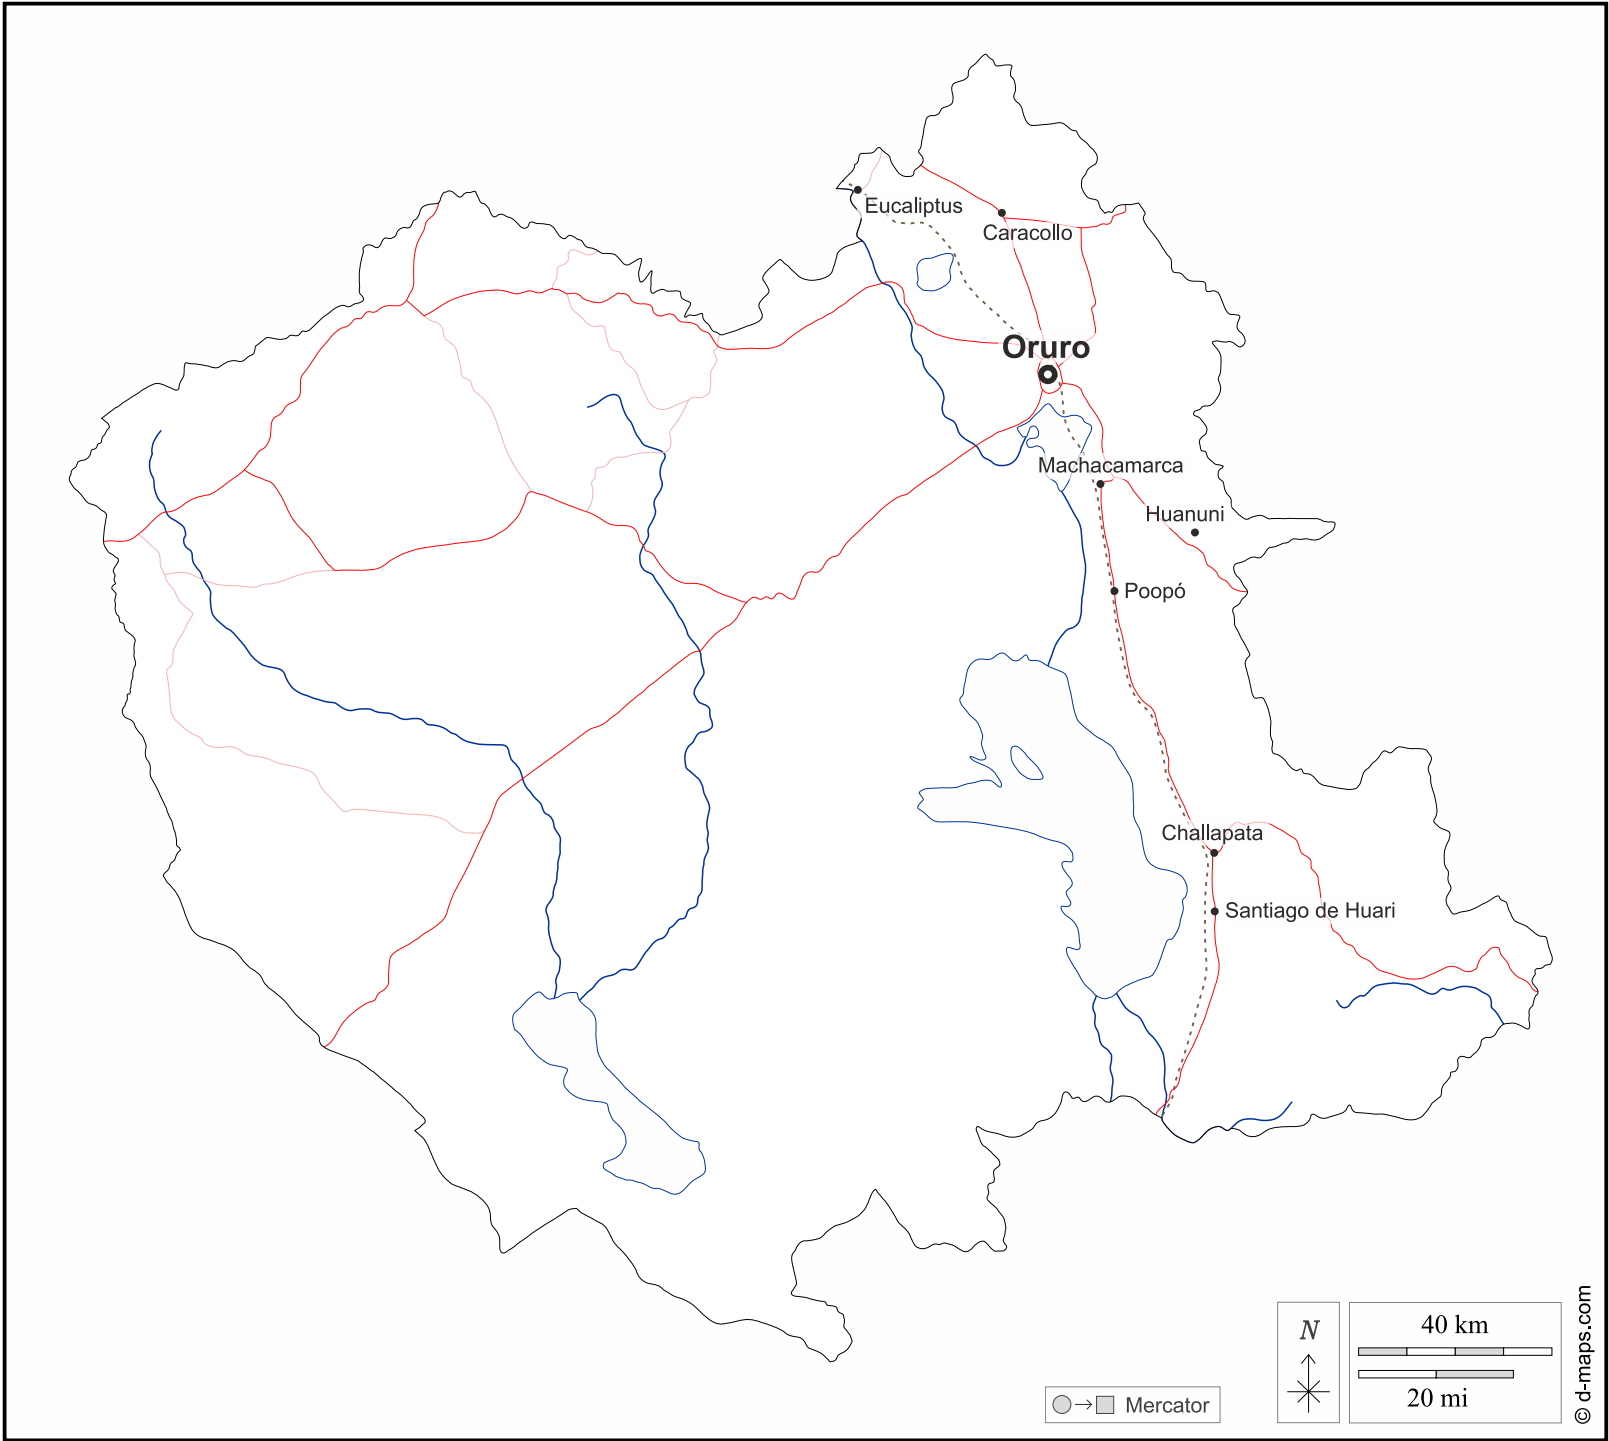 Eucaliptus
Caracollo
Oruro
Machacamarca
Huanuni
Poopó
Challapata
Santiago de Huari
N
40 km
20 mi
Mercator
© d-maps.com